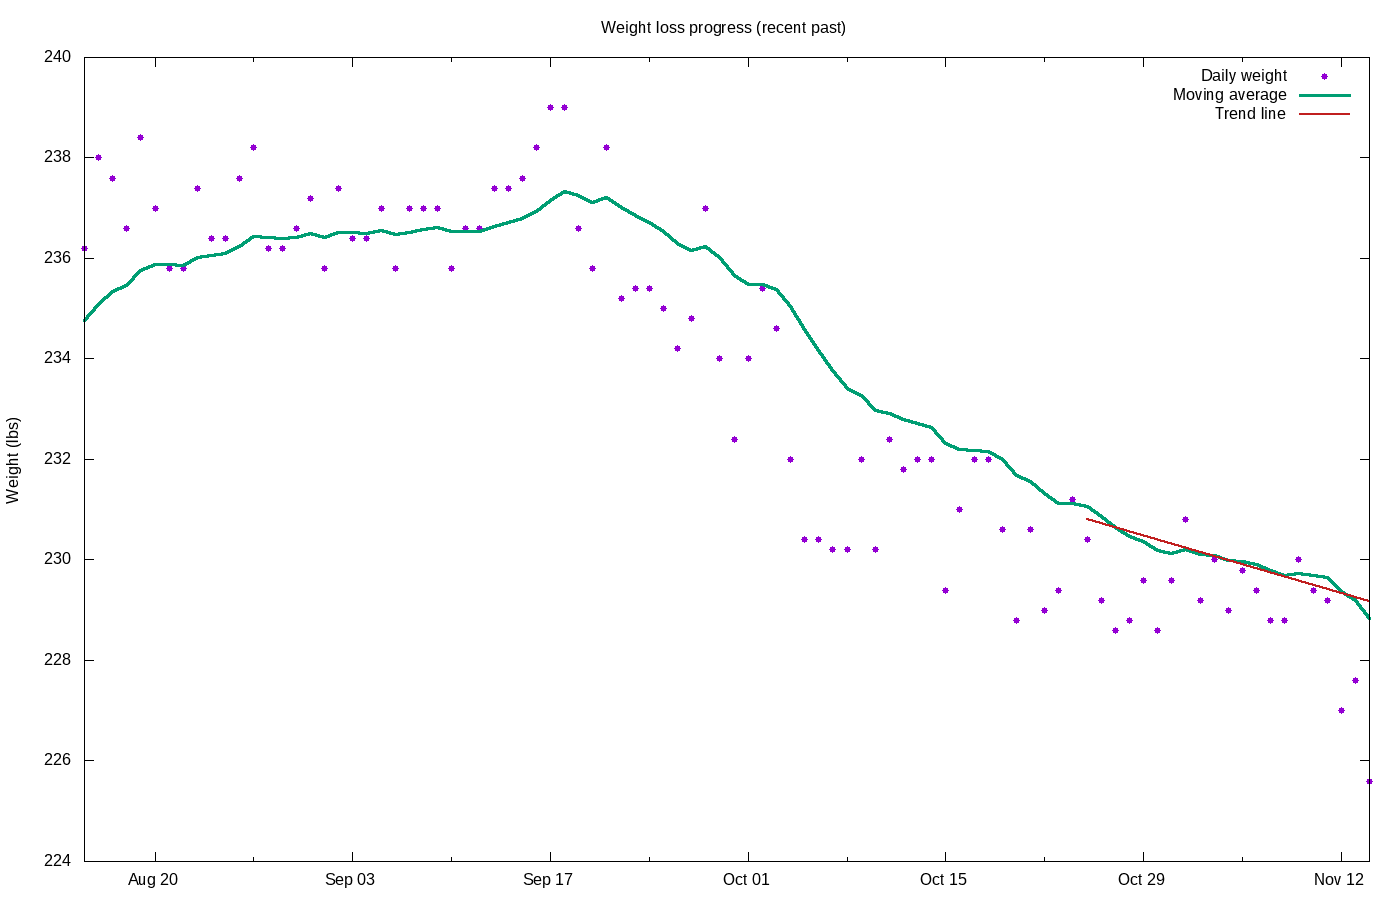 Weight loss progress (recent past)
Daily weight
Moving average
Trend line
240
238
236
234
232
230
228
226
224
Weight (lbs)
Aug 20 Sep 03 Sep 17 Oct 01 Oct 15 Oct 29 Nov 12